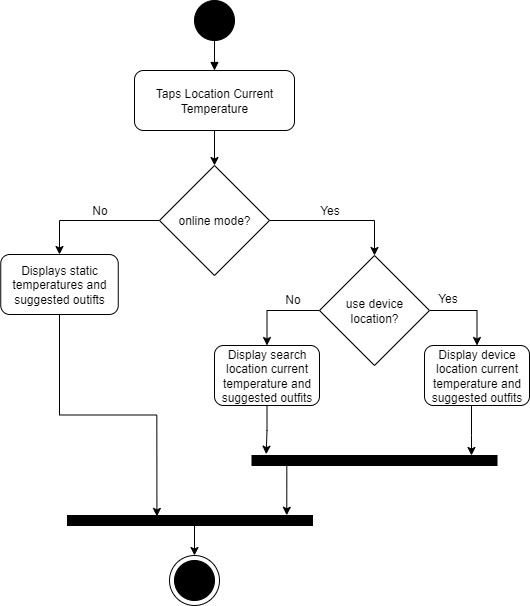 Taps Location Current
Temperature
online mode?
No
Yes
Displays static
temperatures and
suggested outifts
use device
location?
No
Yes
Display search
location current
temperature and
suggested outfits
Display device
location current
temperature and
suggested outfits